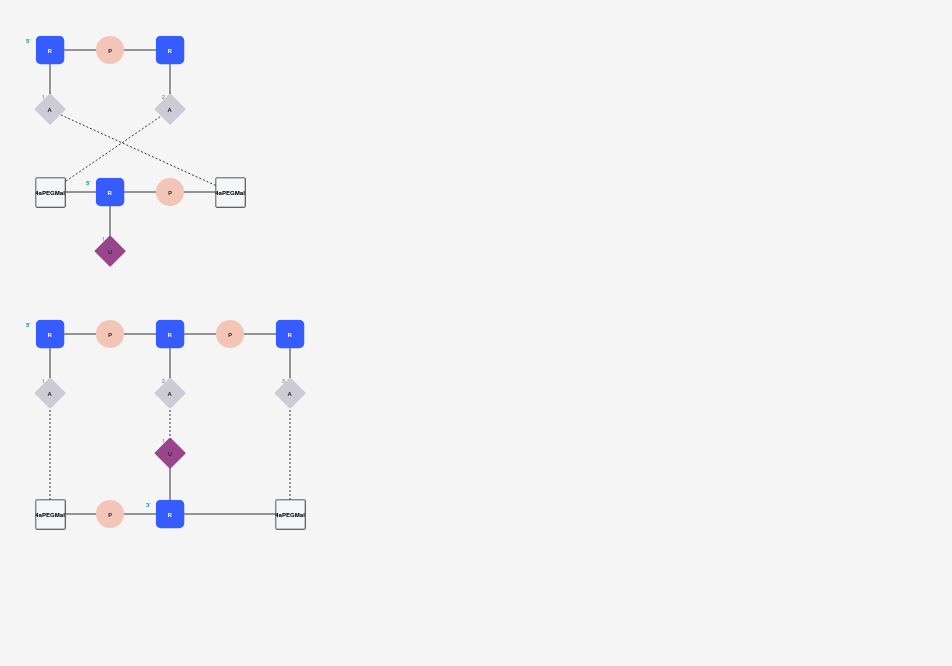 5' R P R
1 A 2 A
4aPEGMal 5' R P 4aPEGMal
1 U
5' R P R P R
1 A 2 A 3 A
1 U
4aPEGMal P 3' R 4aPEGMal